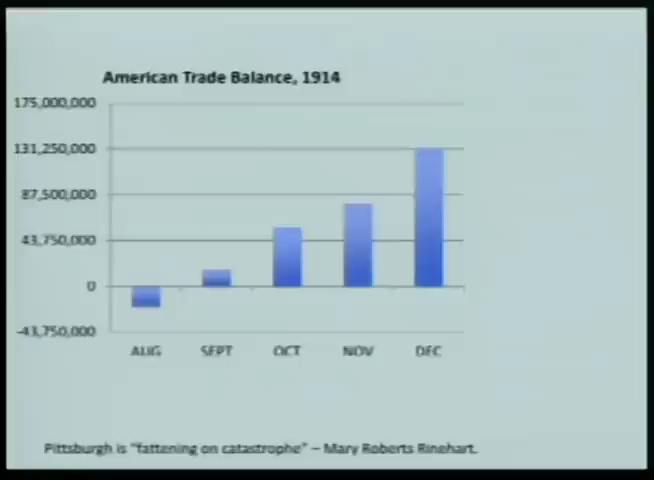 American Trade Balance, 1914
175,000,000
131,250,000
87,500,000
43,750,000
0
-43,750,000
AUG SEPT OCT NOV DEC
Pittsburgh is "fattening on catastrophe" – Mary Roberts Rinehart.